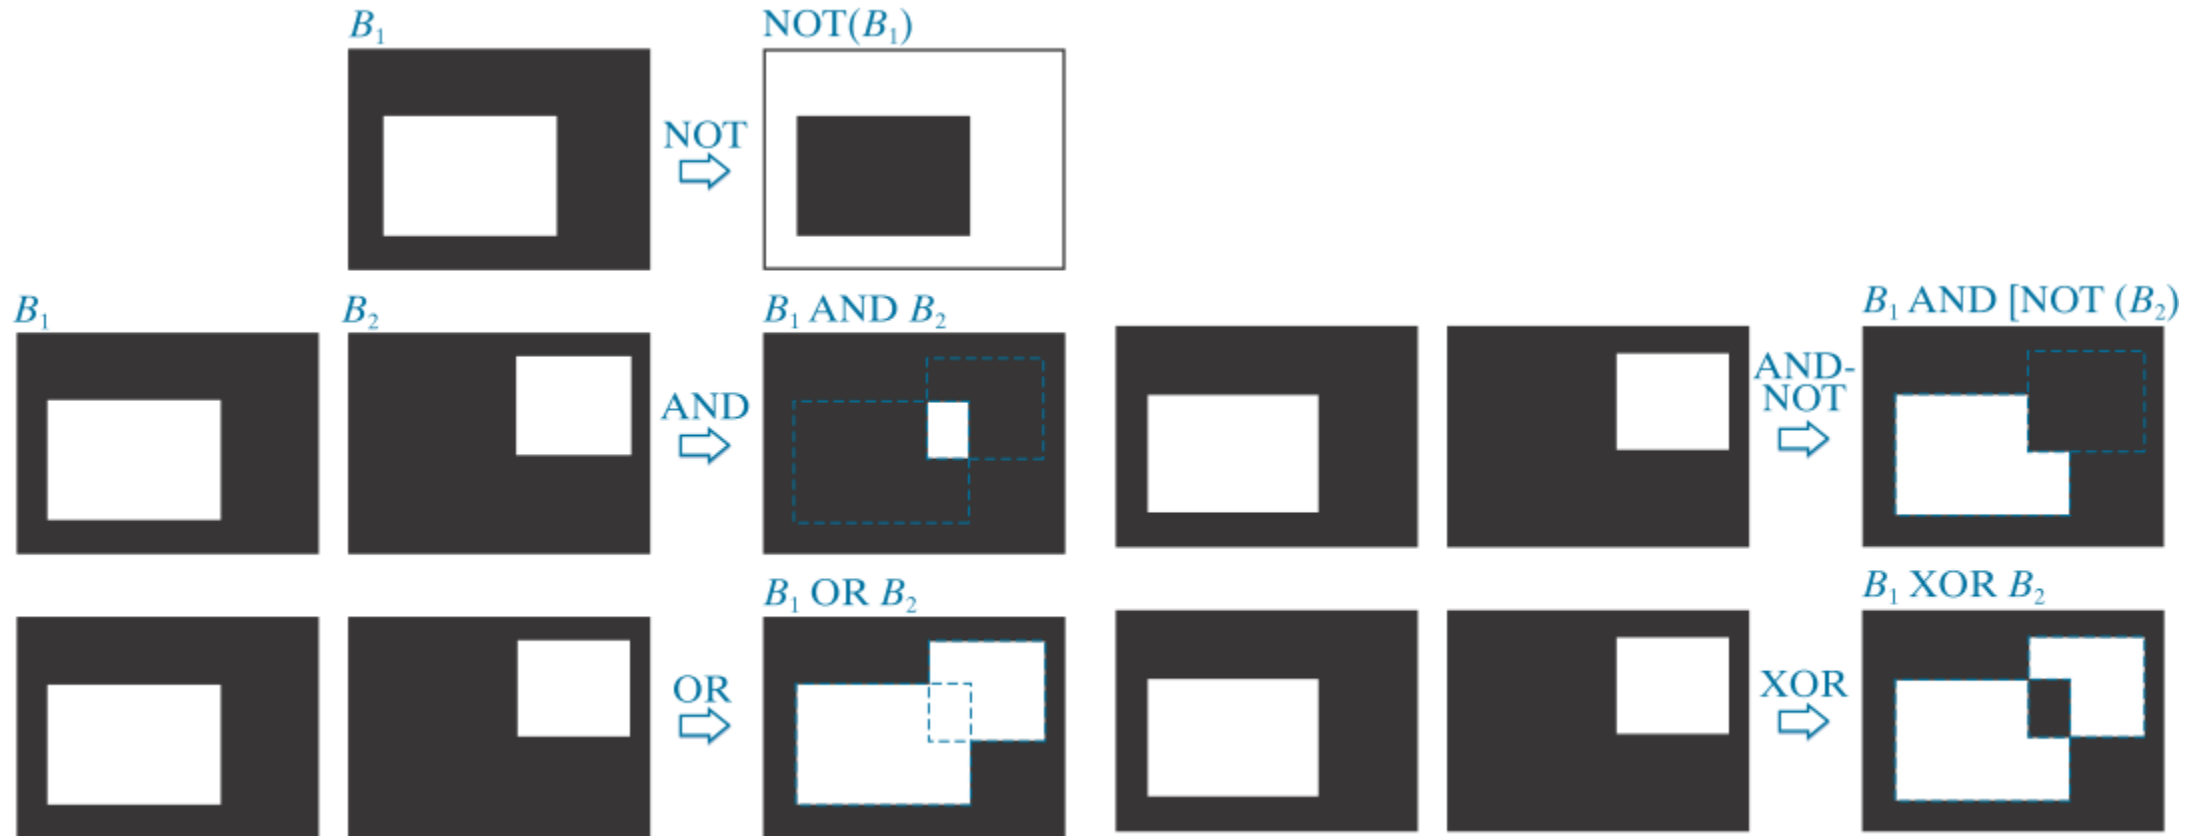 B₁
NOT(B₁)
NOT
B₁
B₂
B₁ AND B₂
B₁ AND [NOT (B₂)
AND
AND-
NOT
B₁ OR B₂
B₁ XOR B₂
OR
XOR